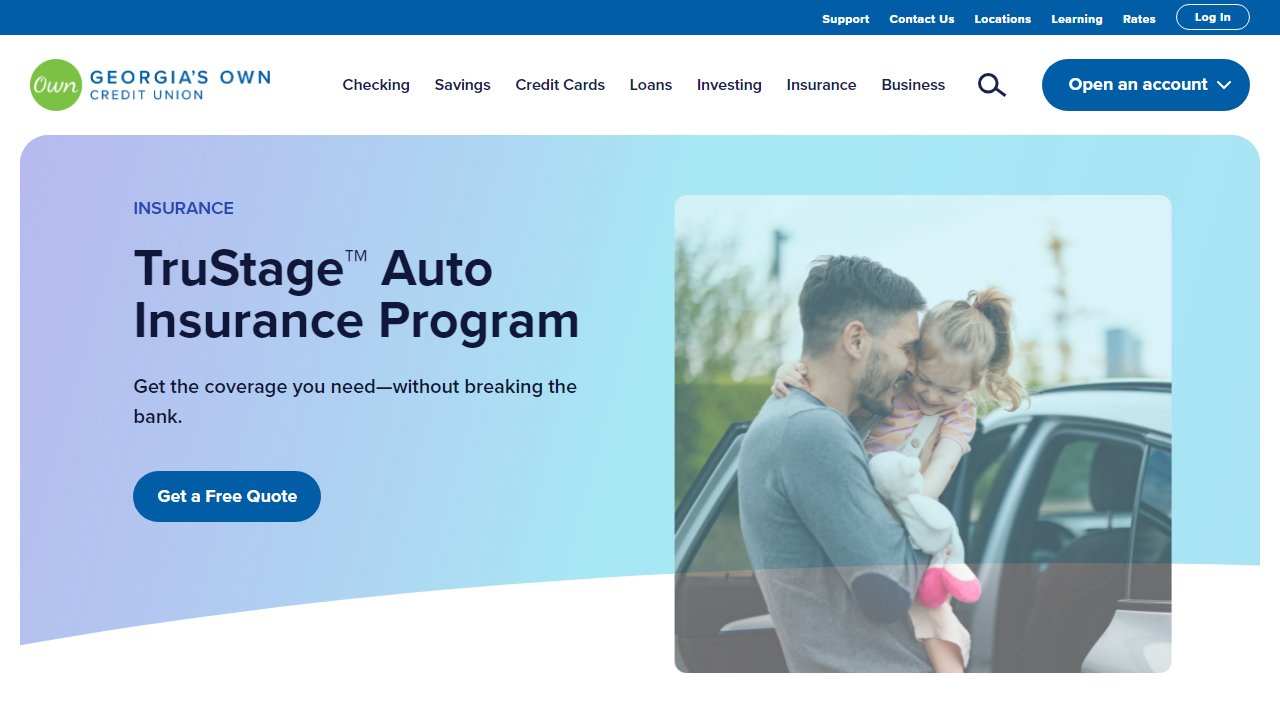 Support Contact Us Locations Learning Rates Log In
Own GEORGIA'S OWN
CREDIT UNION
Checking Savings Credit Cards Loans Investing Insurance Business Open an account
INSURANCE
TruStage™ Auto
Insurance Program
Get the coverage you need—without breaking the
bank.
Get a Free Quote